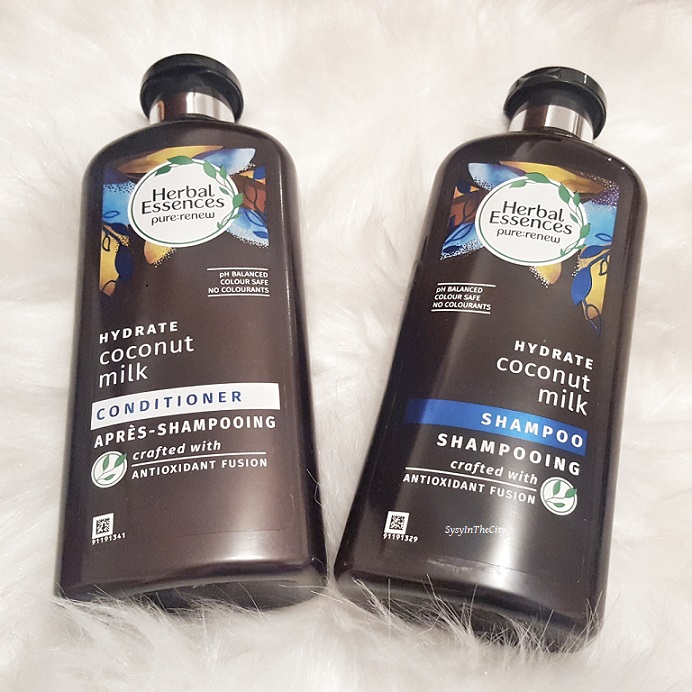 Herbal
Essences
pure:renew
pH BALANCED
COLOUR SAFE
NO COLOURANTS
HYDRATE
coconut
milk
CONDITIONER
APRÈS-SHAMPOOING
crafted with
ANTIOXIDANT FUSION
91191341
Herbal
Essences
pure:renew
pH BALANCED
COLOUR SAFE
NO COLOURANTS
HYDRATE
coconut
milk
SHAMPOO
SHAMPOOING
crafted with
ANTIOXIDANT FUSION
91191329
SysyInTheCity